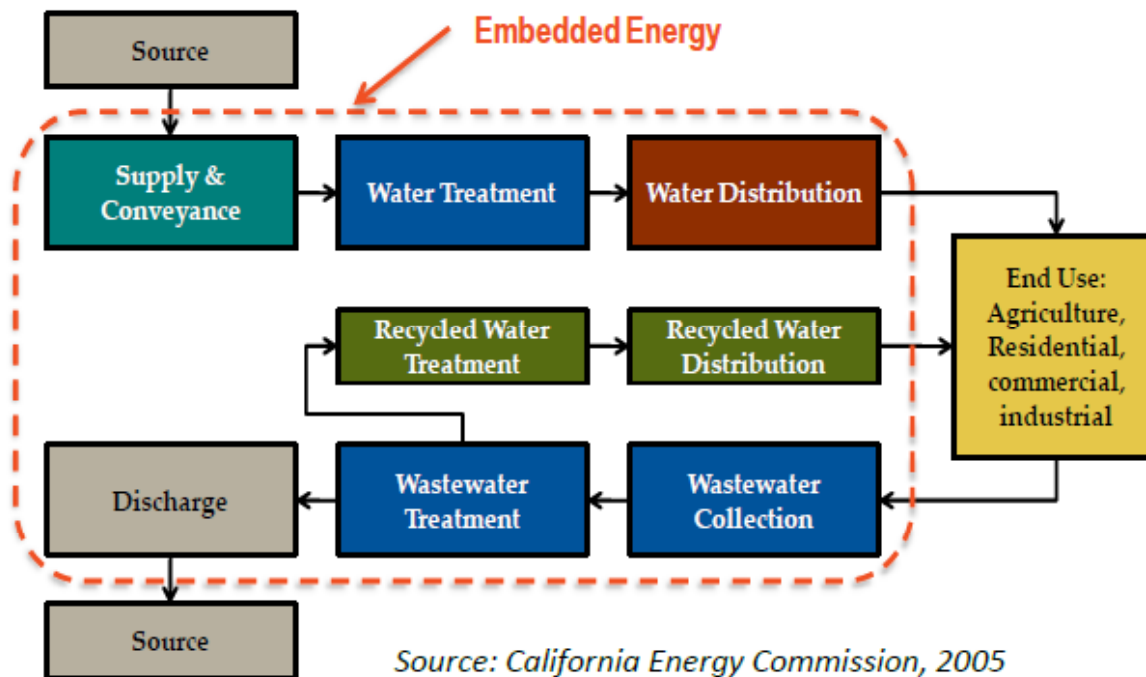 Embedded Energy
Source
Supply &
Conveyance
Water Treatment
Water Distribution
End Use:
Agriculture,
Residential,
commercial,
industrial
Recycled Water
Treatment
Recycled Water
Distribution
Discharge
Wastewater
Treatment
Wastewater
Collection
Source
Source: California Energy Commission, 2005